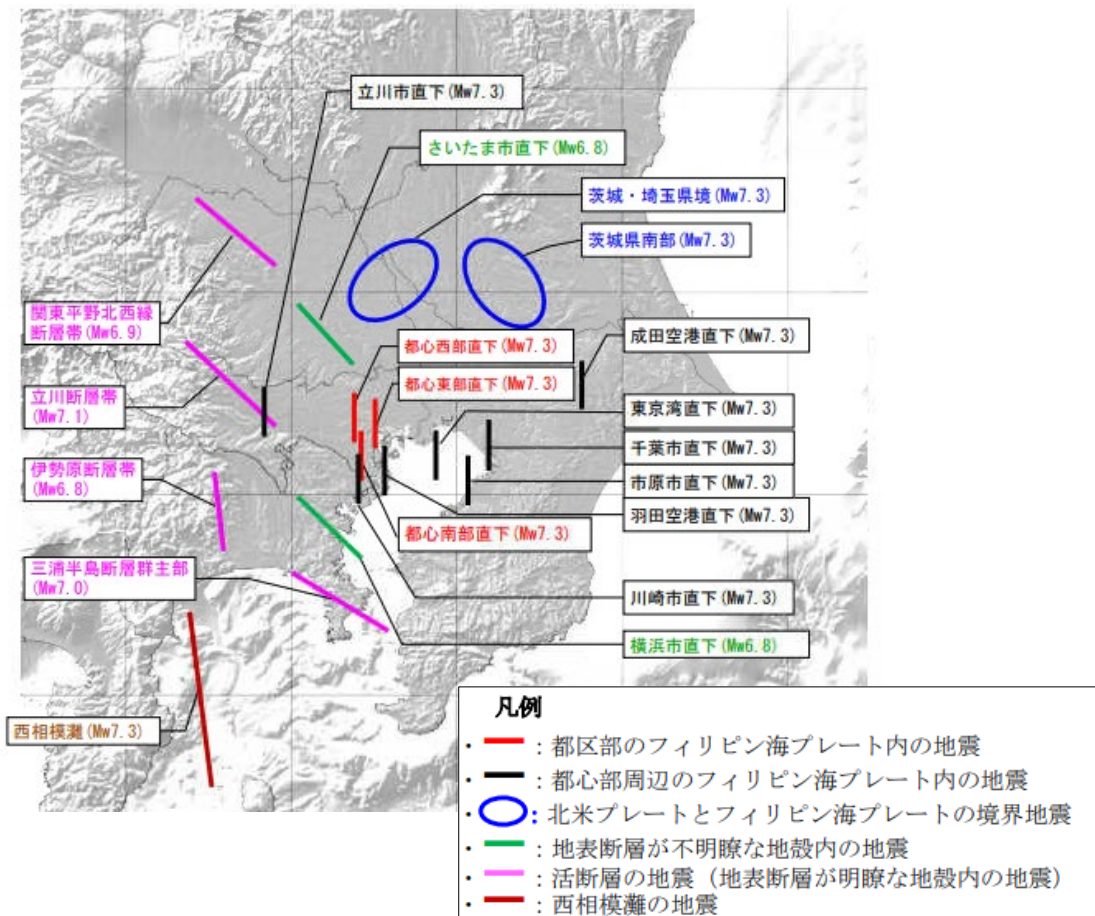 立川市直下(Mw7.3)
さいたま市直下(Mw6.8)
茨城・埼玉県境(Mw7.3)
茨城県南部(Mw7.3)
関東平野北西縁
断層帯(Mw6.9)
都心西部直下(Mw7.3)
成田空港直下(Mw7.3)
都心東部直下(Mw7.3)
立川断層帯
(Mw7.1)
東京湾直下(Mw7.3)
千葉市直下(Mw7.3)
伊勢原断層帯
(Mw6.8)
市原市直下(Mw7.3)
羽田空港直下(Mw7.3)
都心南部直下(Mw7.3)
三浦半島断層群主部
(Mw7.0)
川崎市直下(Mw7.3)
横浜市直下(Mw6.8)
西相模灘(Mw7.3)
凡例
・ : 都区部のフィリピン海プレート内の地震
・ : 都心部周辺のフィリピン海プレート内の地震
・ : 北米プレートとフィリピン海プレートの境界地震
・ : 地表断層が不明瞭な地殻内の地震
・ : 活断層の地震（地表断層が明瞭な地殻内の地震）
・ : 西相模灘の地震